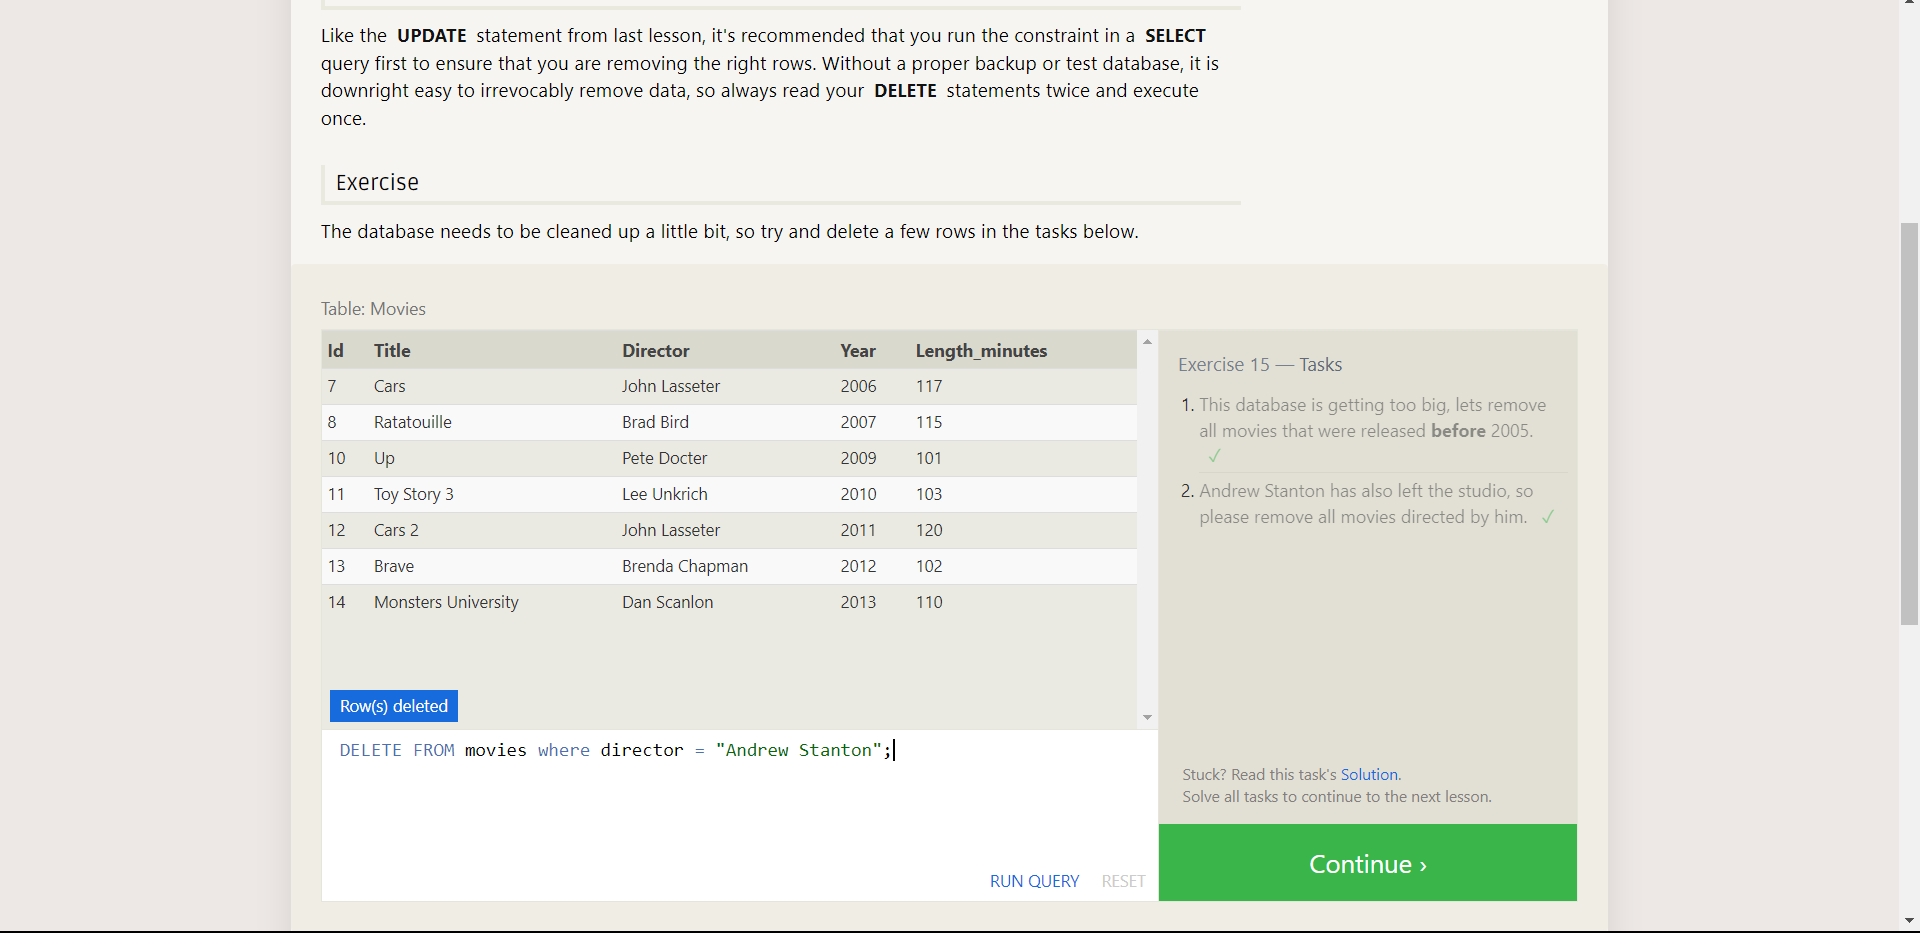 Like the UPDATE statement from last lesson, it's recommended that you run the constraint in a SELECT
query first to ensure that you are removing the right rows. Without a proper backup or test database, it is
downright easy to irrevocably remove data, so always read your DELETE statements twice and execute
once.
Exercise
The database needs to be cleaned up a little bit, so try and delete a few rows in the tasks below.
Table: Movies
Id Title Director Year Length_minutes
7 Cars John Lasseter 2006 117
8 Ratatouille Brad Bird 2007 115
10 Up Pete Docter 2009 101
11 Toy Story 3 Lee Unkrich 2010 103
12 Cars 2 John Lasseter 2011 120
13 Brave Brenda Chapman 2012 102
14 Monsters University Dan Scanlon 2013 110
Row(s) deleted
DELETE FROM movies where director = "Andrew Stanton";
RUN QUERY RESET
Exercise 15 — Tasks
1. This database is getting too big, lets remove
all movies that were released before 2005.
✓
2. Andrew Stanton has also left the studio, so
please remove all movies directed by him. ✓
Stuck? Read this task's Solution.
Solve all tasks to continue to the next lesson.
Continue ›